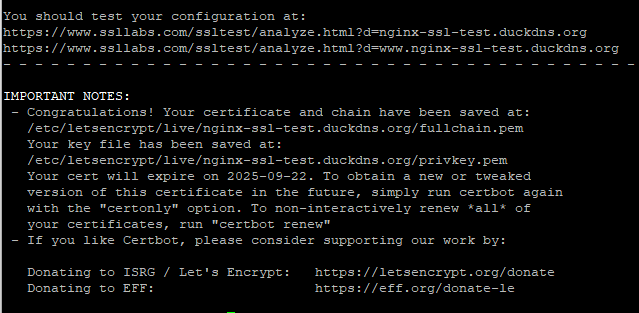 You should test your configuration at:
https://www.ssllabs.com/ssltest/analyze.html?d=nginx-ssl-test.duckdns.org
https://www.ssllabs.com/ssltest/analyze.html?d=www.nginx-ssl-test.duckdns.org
- - - - - - - - - - - - - - - - - - - - - - - - - - - - - - - - - - - - - - - -
IMPORTANT NOTES:
- Congratulations! Your certificate and chain have been saved at:
/etc/letsencrypt/live/nginx-ssl-test.duckdns.org/fullchain.pem
Your key file has been saved at:
/etc/letsencrypt/live/nginx-ssl-test.duckdns.org/privkey.pem
Your cert will expire on 2025-09-22. To obtain a new or tweaked
version of this certificate in the future, simply run certbot again
with the "certonly" option. To non-interactively renew *all* of
your certificates, run "certbot renew"
- If you like Certbot, please consider supporting our work by:
Donating to ISRG / Let's Encrypt: https://letsencrypt.org/donate
Donating to EFF: https://eff.org/donate-le